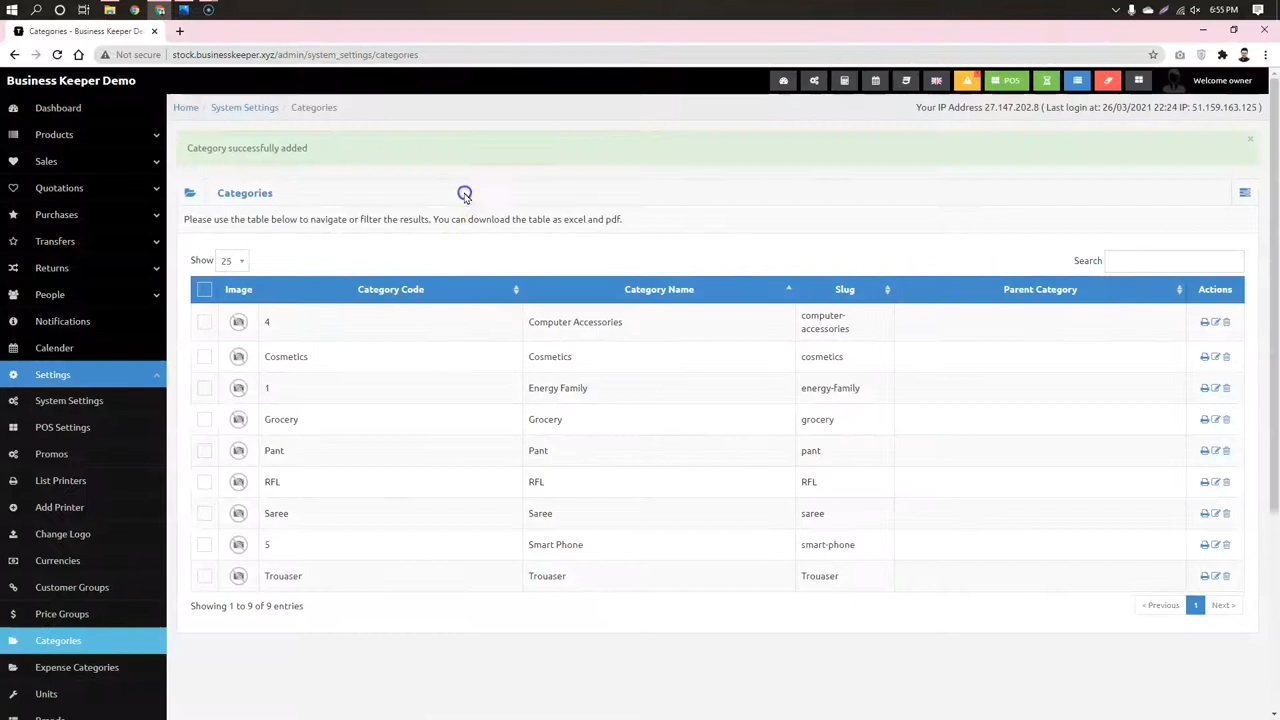 6:55 PM
Categories - Business Keeper De
Not secure
stock.businesskeeper.xyz/admin/system_settings/categories
Business Keeper Demo
POS
Welcome owner
Dashboard
Products
Sales
Quotations
Purchases
Transfers
Returns
People
Notifications
Calender
Settings
System Settings
POS Settings
Promos
List Printers
Add Printer
Change Logo
Currencies
Customer Groups
Price Groups
Categories
Expense Categories
Units
Brands
Home / System Settings / Categories
Your IP Address 27.147.202.8 ( Last login at: 26/03/2021 22:24 IP: 51.159.163.125 )
Category successfully added
×
Categories
Please use the table below to navigate or filter the results. You can download the table as excel and pdf.
Show 25
Search
Image Category Code Category Name Slug Parent Category Actions
4 Computer Accessories computer-
accessories
Cosmetics Cosmetics cosmetics
1 Energy Family energy-family
Grocery Grocery grocery
Pant Pant pant
RFL RFL RFL
Saree Saree saree
5 Smart Phone smart-phone
Trouaser Trouaser Trouaser
Showing 1 to 9 of 9 entries
< Previous 1 Next >